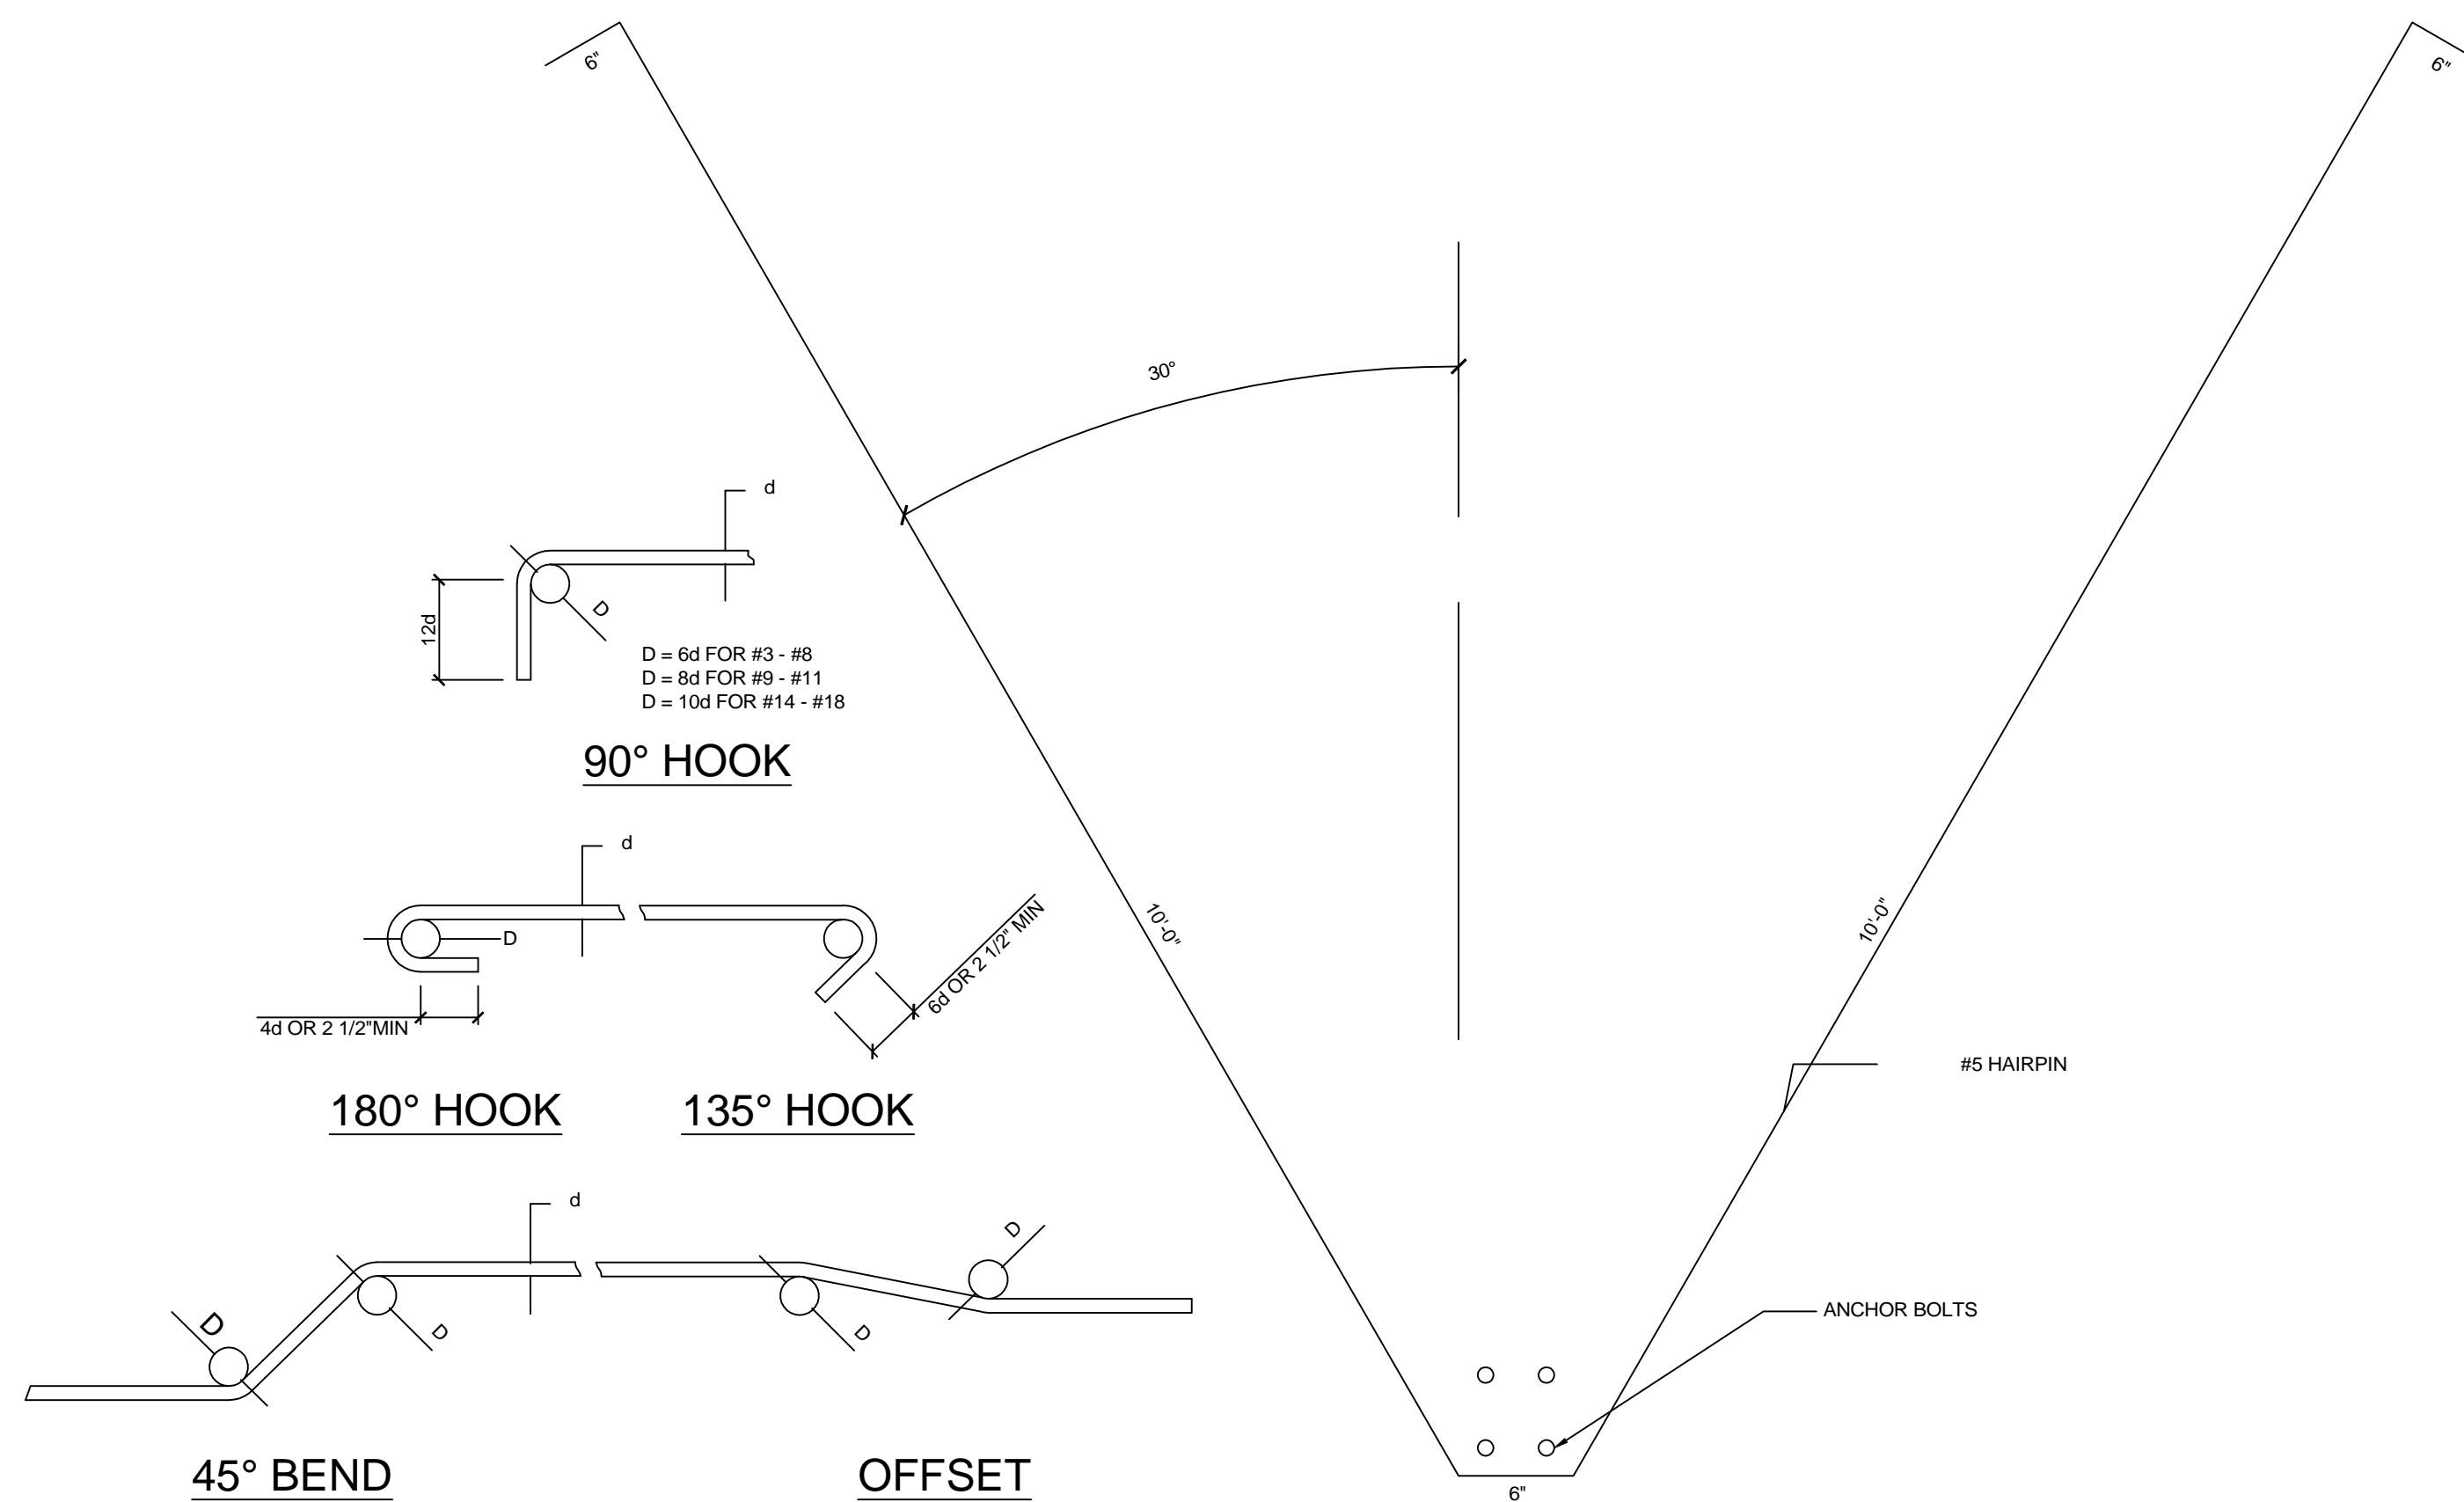 6"
6"
30°
d
D
12d
D = 6d FOR #3 - #8
D = 8d FOR #9 - #11
D = 10d FOR #14 - #18
90° HOOK
d
D
4d OR 2 1/2"MIN
6d OR 2 1/2" MIN
10'-0"
10'-0"
180° HOOK
135° HOOK
#5 HAIRPIN
d
D
D
D
D
ANCHOR BOLTS
45° BEND
OFFSET
6"